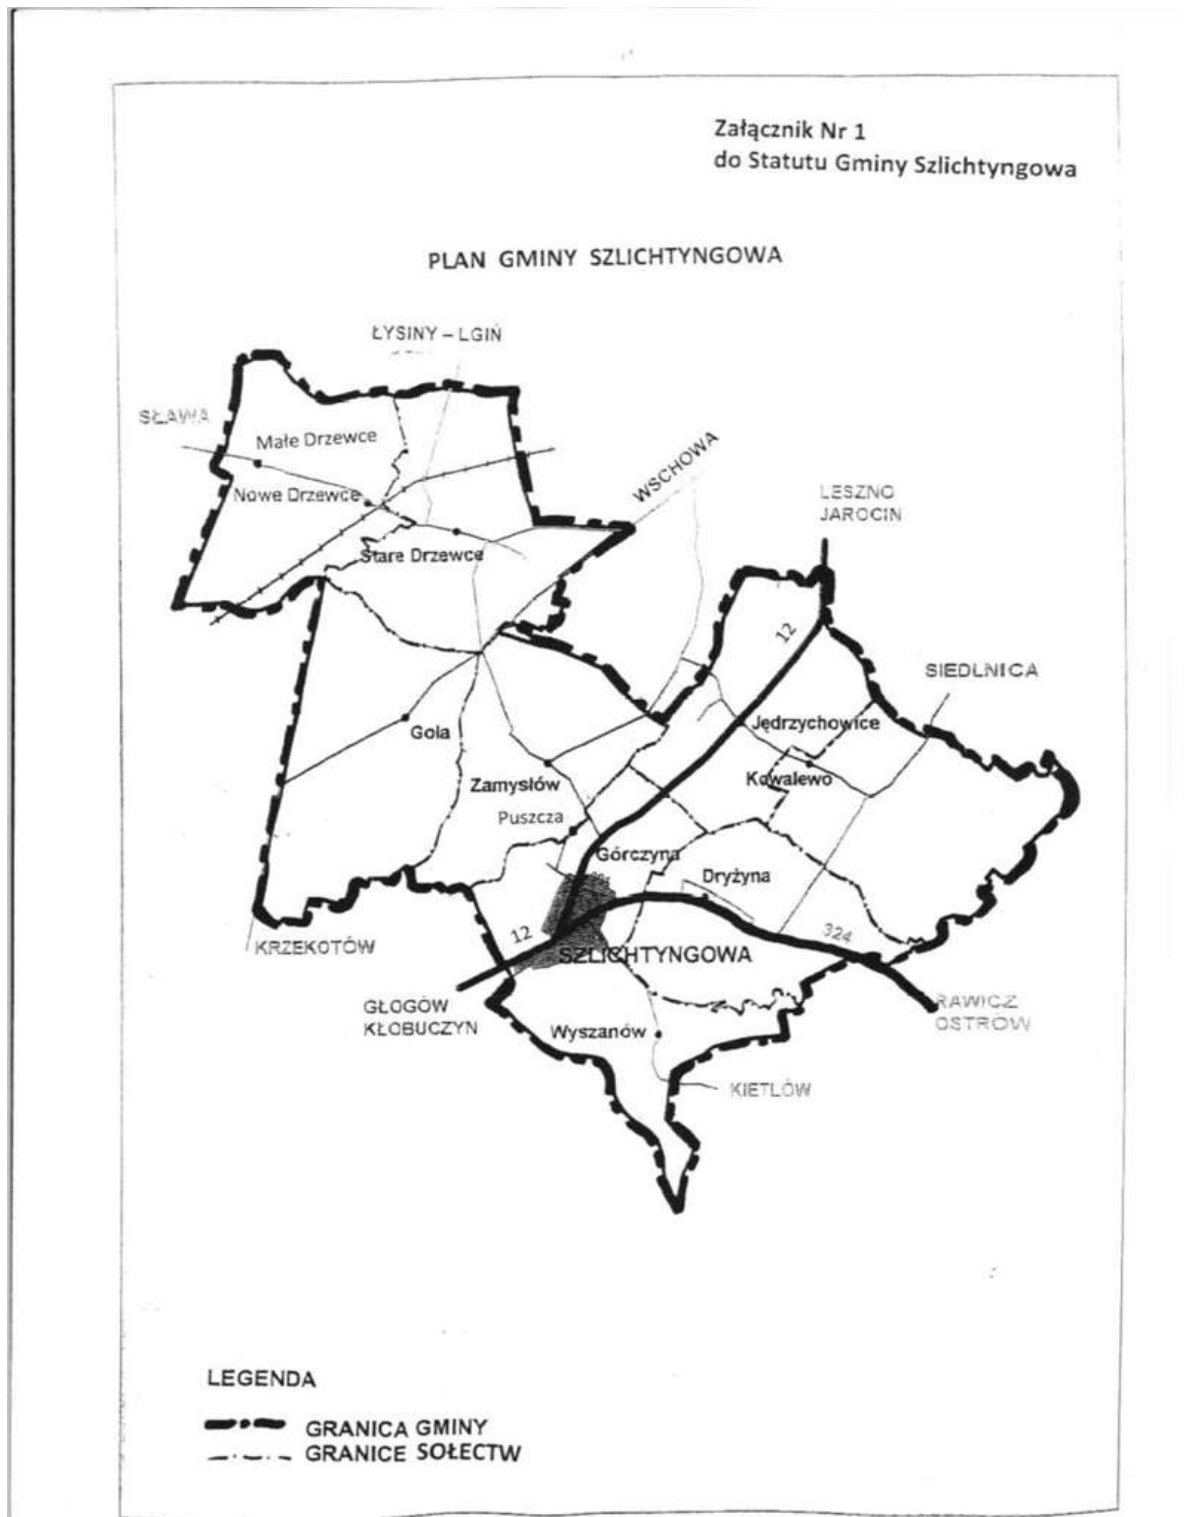 Załącznik Nr 1
do Statutu Gminy Szlichtyngowa
PLAN GMINY SZLICHTYNGOWA
ŁYSINY – LGIŃ
SŁAWA
Małe Drzewce
WSCHOWA
Nowe Drzewce
LESZNO
JAROCIN
Stare Drzewce
12
SIEDLNICA
Gola
Jędrzychowice
Zamysłów
Kowalewo
Puszcza
Górczyna
Dryżyna
12
324
KRZEKOTÓW
SZLICHTYNGOWA
GŁOGÓW
KŁOBUCZYN
RAWICZ
OSTRÓW
Wyszanów
KIETLÓW
LEGENDA
GRANICA GMINY
GRANICE SOŁECTW